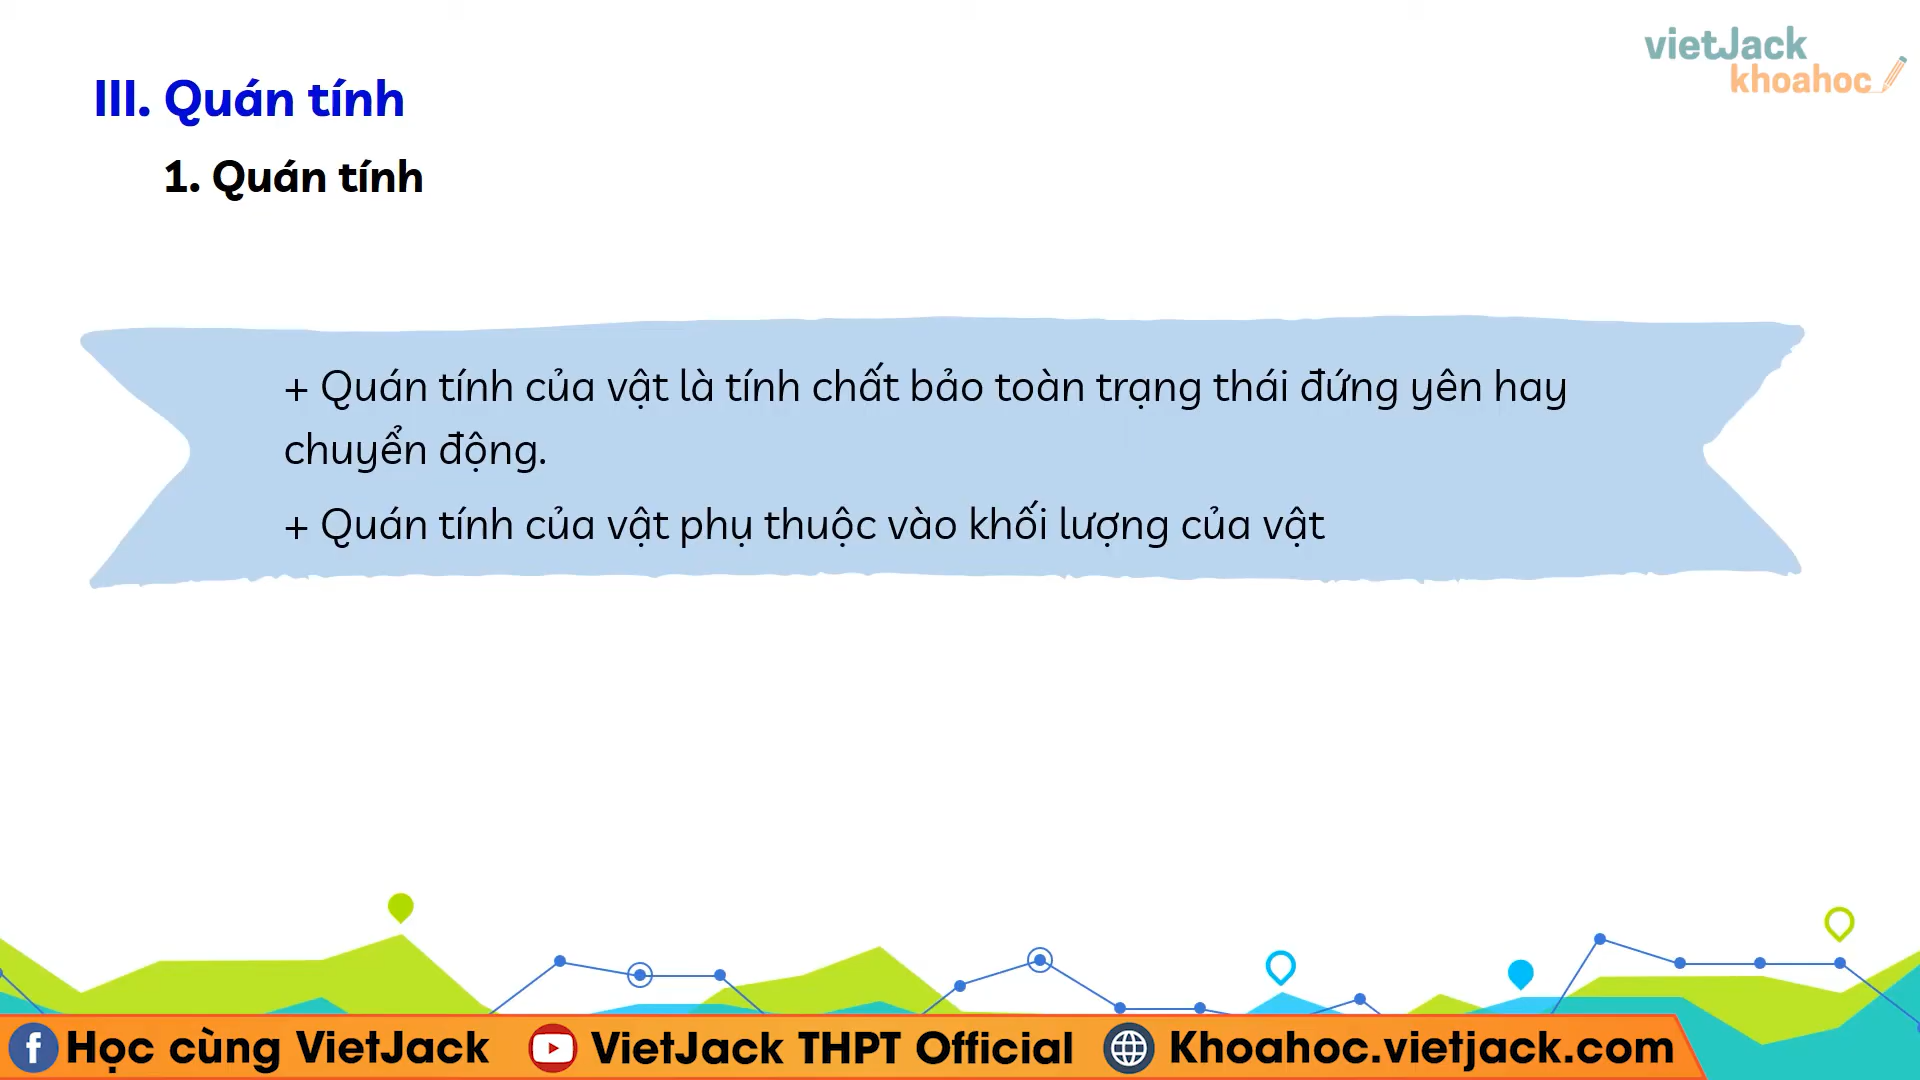 vietJack
khoahoc
III. Quán tính
1. Quán tính
+ Quán tính của vật là tính chất bảo toàn trạng thái đứng yên hay
chuyển động.
+ Quán tính của vật phụ thuộc vào khối lượng của vật
Học cùng VietJack VietJack THPT Official Khoahoc.vietjack.com